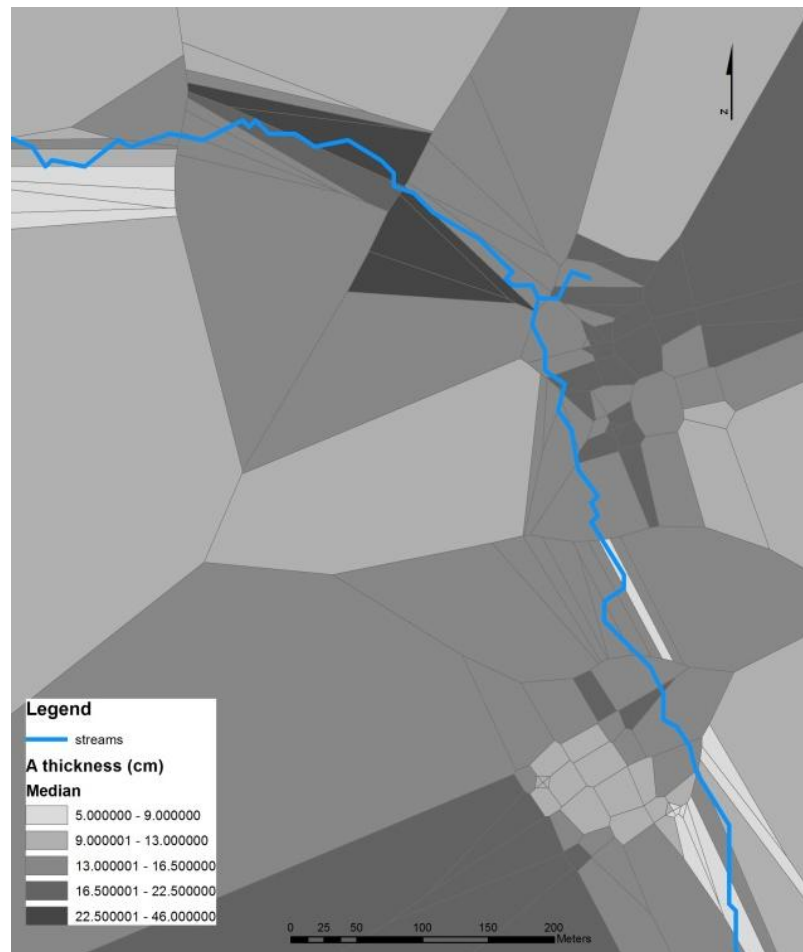 N
Legend
streams
A thickness (cm)
Median
5.000000 - 9.000000
9.000001 - 13.000000
13.000001 - 16.500000
16.500001 - 22.500000
22.500001 - 46.000000
0 25 50 100 150 200
Meters